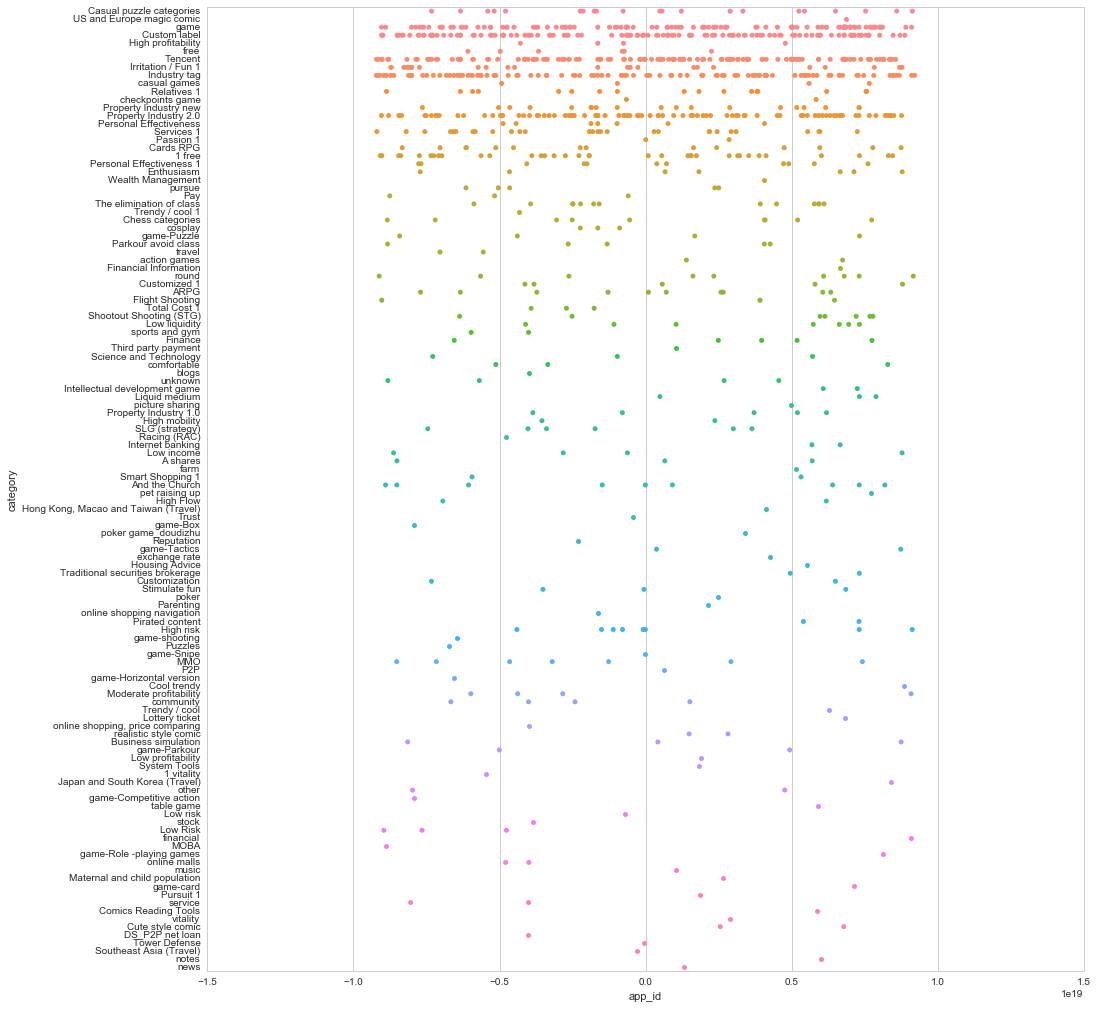 Casual puzzle categories
US and Europe magic comic
game
Custom label
High profitability
free
Tencent
Irritation / Fun 1
Industry tag
casual games
Relatives 1
checkpoints game
Property Industry new
Property Industry 2.0
Personal Effectiveness
Services 1
Passion 1
Cards RPG
1 free
Personal Effectiveness 1
Enthusiasm
Wealth Management
pursue
Pay
The elimination of class
Trendy / cool 1
Chess categories
cosplay
game-Puzzle
Parkour avoid class
travel
action games
Financial Information
round
Customized 1
ARPG
Flight Shooting
Total Cost 1
Shootout Shooting (STG)
Low liquidity
sports and gym
Finance
Third party payment
Science and Technology
comfortable
blogs
unknown
Intellectual development game
Liquid medium
picture sharing
Property Industry 1.0
High mobility
SLG (strategy)
Racing (RAC)
Internet banking
Low income
A shares
farm
Smart Shopping 1
And the Church
pet raising up
High Flow
Hong Kong, Macao and Taiwan (Travel)
Trust
game-Box
poker game_doudizhu
Reputation
game-Tactics
exchange rate
Housing Advice
Traditional securities brokerage
Customization
Stimulate fun
poker
Parenting
online shopping navigation
Pirated content
High risk
game-shooting
Puzzles
game-Snipe
MMO
P2P
game-Horizontal version
Cool trendy
Moderate profitability
community
Trendy / cool
Lottery ticket
online shopping, price comparing
realistic style comic
Business simulation
game-Parkour
Low profitability
System Tools
1 vitality
Japan and South Korea (Travel)
other
game-Competitive action
table game
Low risk
stock
Low Risk
financial
MOBA
game-Role -playing games
online malls
music
Maternal and child population
game-card
Pursuit 1
service
Comics Reading Tools
vitality
Cute style comic
DS_P2P net loan
Tower Defense
Southeast Asia (Travel)
notes
news
category
−1.5 −1.0 −0.5 0.0 0.5 1.0 1.5
app_id
1e19